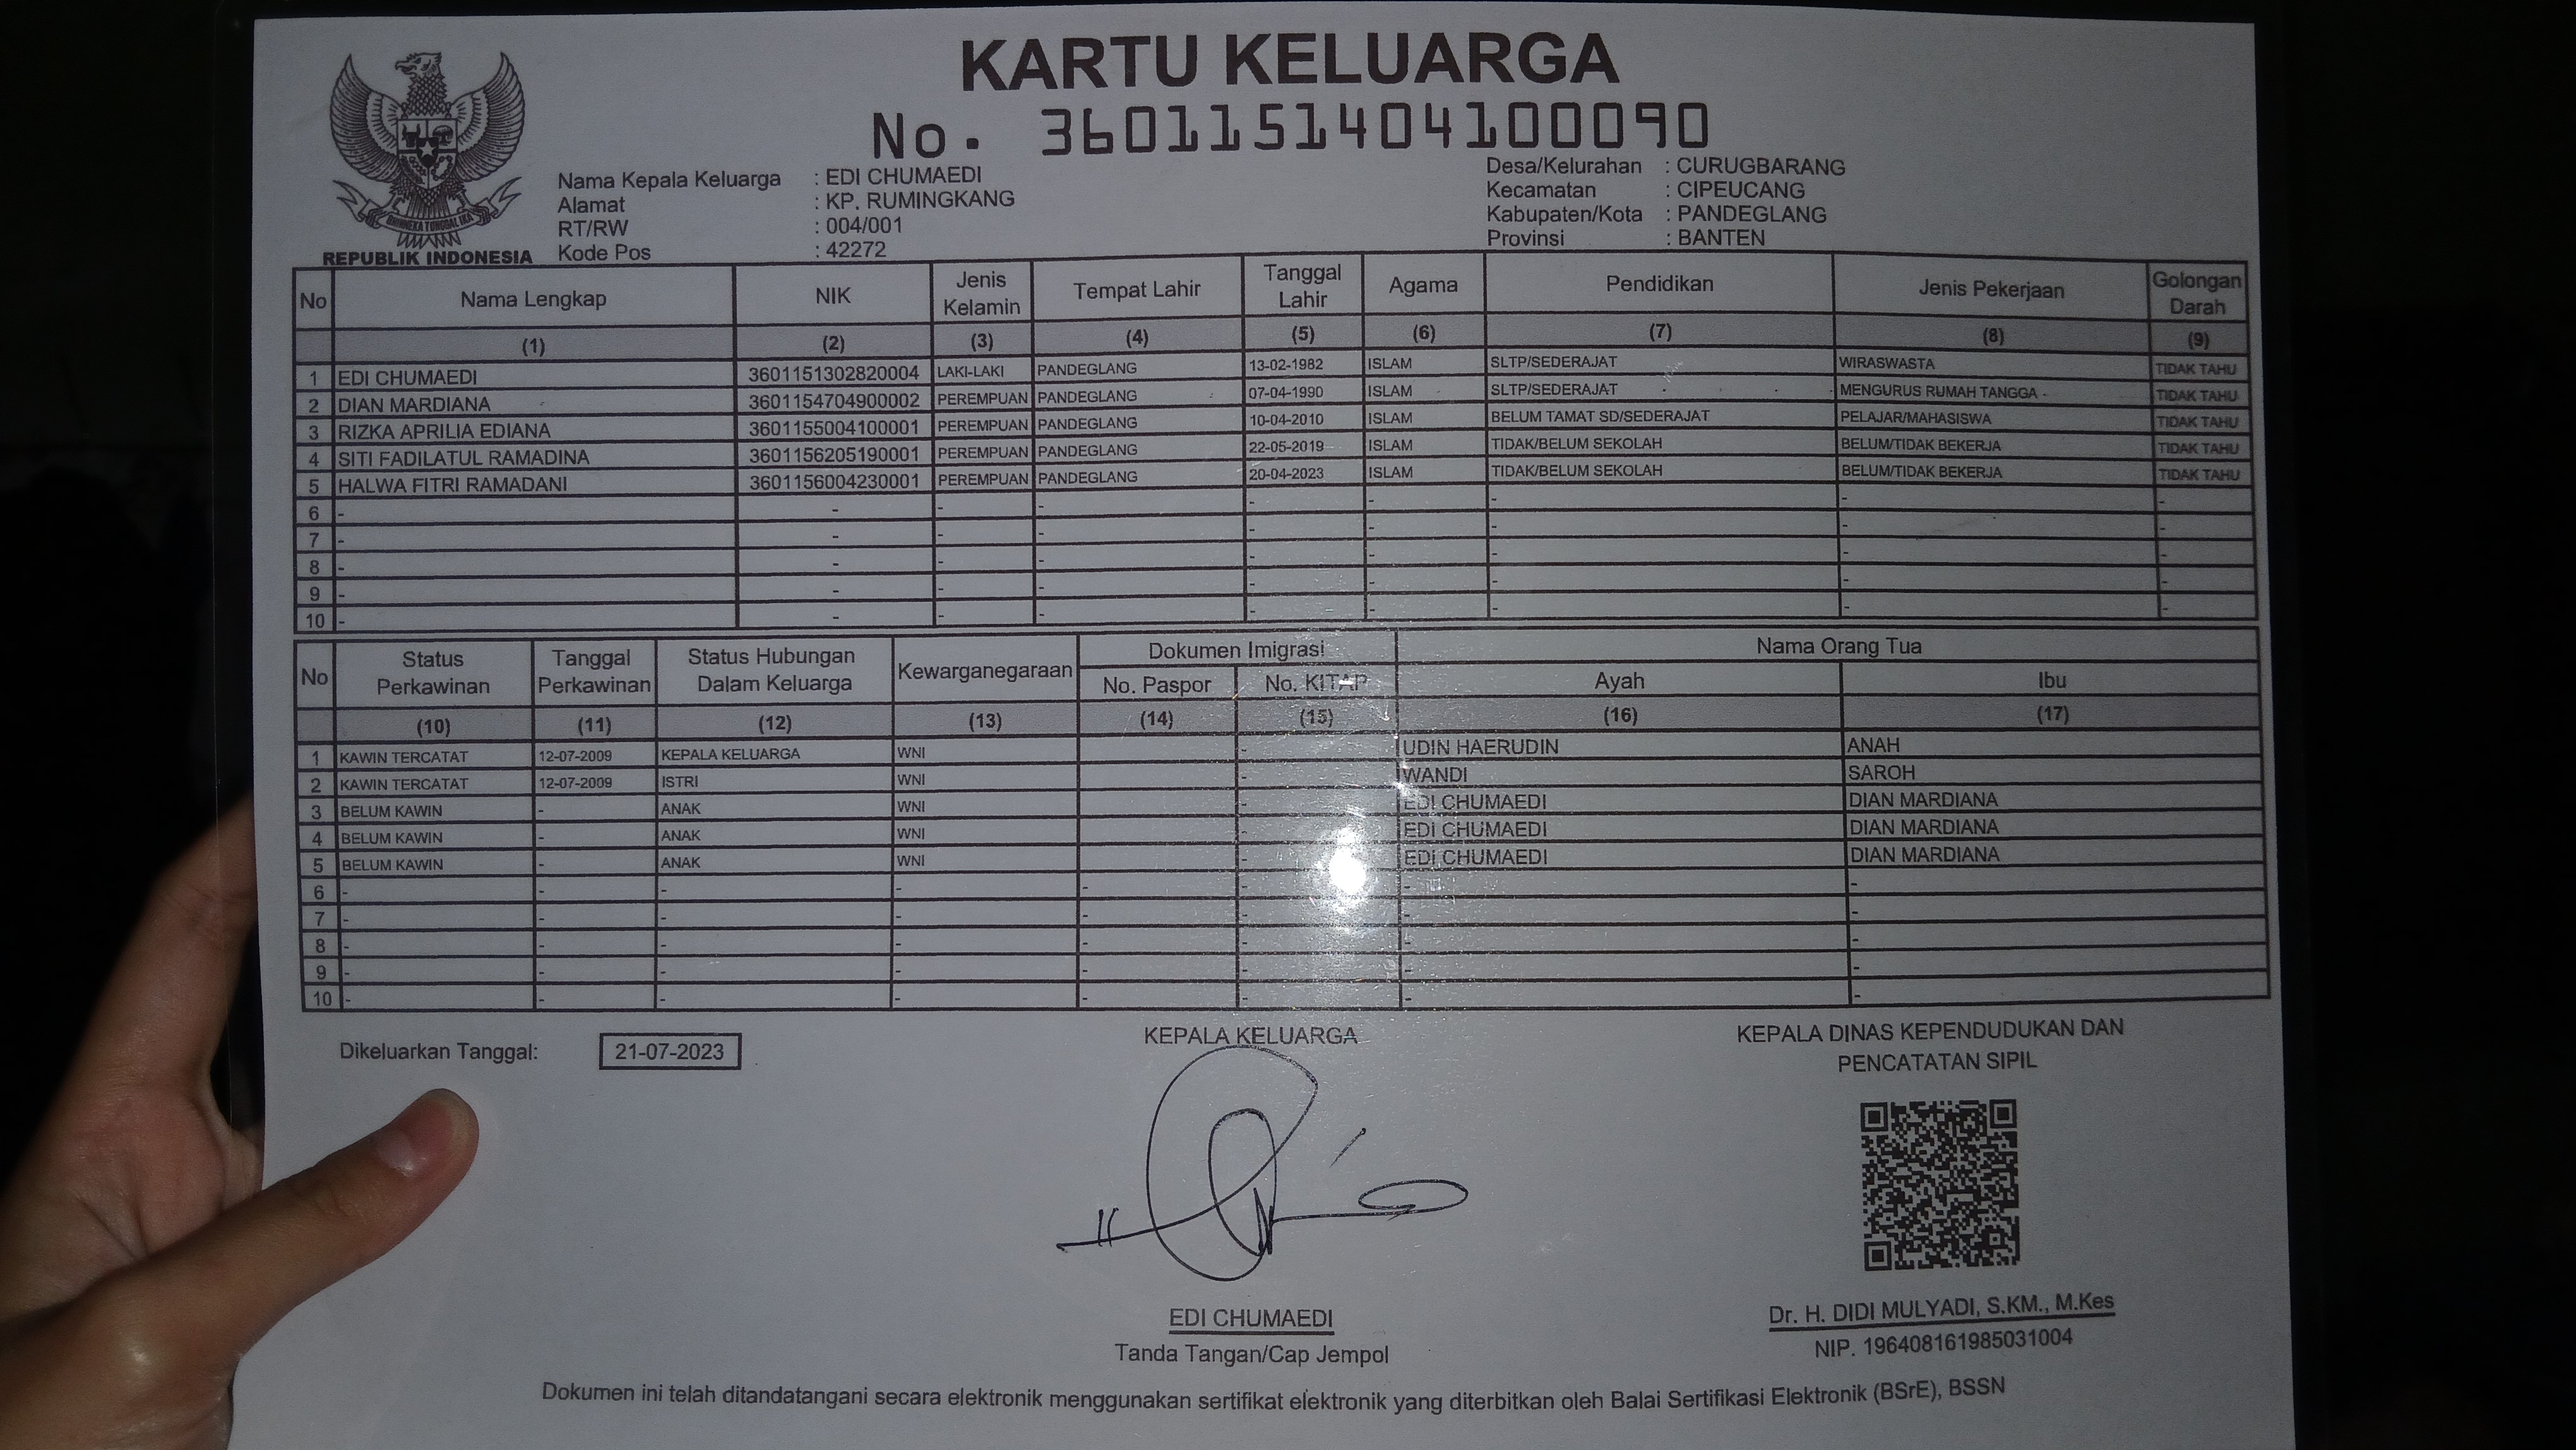 KARTU KELUARGA
No. 3601151404100090
Nama Kepala Keluarga : EDI CHUMAEDI
Alamat : KP. RUMINGKANG
RT/RW : 004/001
Kode Pos : 42272
Desa/Kelurahan : CURUGBARANG
Kecamatan : CIPEUCANG
Kabupaten/Kota : PANDEGLANG
Provinsi : BANTEN
BHINNEKA TUNGGAL IKA
REPUBLIK INDONESIA
No Nama Lengkap NIK Jenis Kelamin Tempat Lahir Tanggal Lahir Agama Pendidikan Jenis Pekerjaan Golongan Darah
(1) (2) (3) (4) (5) (6) (7) (8) (9)
1 EDI CHUMAEDI 3601151302820004 LAKI-LAKI PANDEGLANG 13-02-1982 ISLAM SLTP/SEDERAJAT WIRASWASTA TIDAK TAHU
2 DIAN MARDIANA 3601154704900002 PEREMPUAN PANDEGLANG 07-04-1990 ISLAM SLTP/SEDERAJAT MENGURUS RUMAH TANGGA TIDAK TAHU
3 RIZKA APRILIA EDIANA 3601155004100001 PEREMPUAN PANDEGLANG 10-04-2010 ISLAM BELUM TAMAT SD/SEDERAJAT PELAJAR/MAHASISWA TIDAK TAHU
4 SITI FADILATUL RAMADINA 3601156205190001 PEREMPUAN PANDEGLANG 22-05-2019 ISLAM TIDAK/BELUM SEKOLAH BELUM/TIDAK BEKERJA TIDAK TAHU
5 HALWA FITRI RAMADANI 3601156004230001 PEREMPUAN PANDEGLANG 20-04-2023 ISLAM TIDAK/BELUM SEKOLAH BELUM/TIDAK BEKERJA TIDAK TAHU
6 - - - - - - - - -
7 - - - - - - - - -
8 - - - - - - - - -
9 - - - - - - - - -
10 - - - - - - - - -
No Status Perkawinan Tanggal Perkawinan Status Hubungan Dalam Keluarga Kewarganegaraan Dokumen Imigrasi Nama Orang Tua
No. Paspor No. KITAP Ayah Ibu
(10) (11) (12) (13) (14) (15) (16) (17)
1 KAWIN TERCATAT 12-07-2009 KEPALA KELUARGA WNI - UDIN HAERUDIN ANAH
2 KAWIN TERCATAT 12-07-2009 ISTRI WNI - WANDI SAROH
3 BELUM KAWIN - ANAK WNI - EDI CHUMAEDI DIAN MARDIANA
4 BELUM KAWIN - ANAK WNI - EDI CHUMAEDI DIAN MARDIANA
5 BELUM KAWIN - ANAK WNI - EDI CHUMAEDI DIAN MARDIANA
6 - - - - - - - -
7 - - - - - - - -
8 - - - - - - - -
9 - - - - - - - -
10 - - - - - - - -
Dikeluarkan Tanggal: 21-07-2023
KEPALA KELUARGA
EDI CHUMAEDI
Tanda Tangan/Cap Jempol
KEPALA DINAS KEPENDUDUKAN DAN
PENCATATAN SIPIL
Dr. H. DIDI MULYADI, S.KM., M.Kes
NIP. 196408161985031004
Dokumen ini telah ditandatangani secara elektronik menggunakan sertifikat elektronik yang diterbitkan oleh Balai Sertifikasi Elektronik (BSrE), BSSN